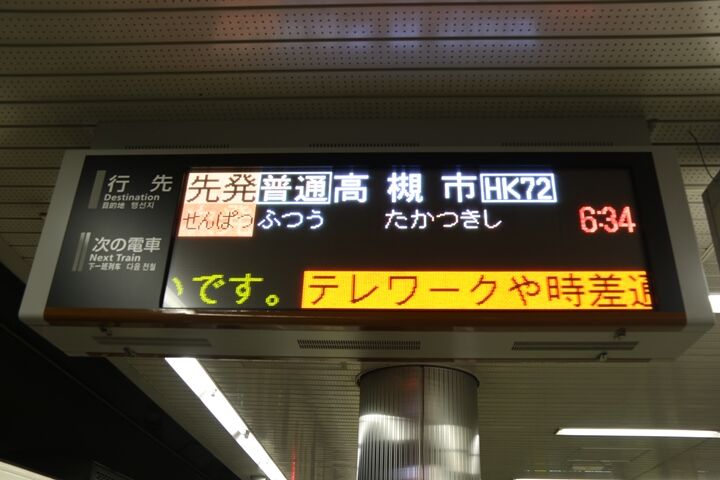 行先
Destination
目的地 행선지
先発 普通 高槻市 HK72
せんぱつ ふつう たかつきし 6:34
次の電車
Next Train
下一班列车 다음 전철
いです。 テレワークや時差通